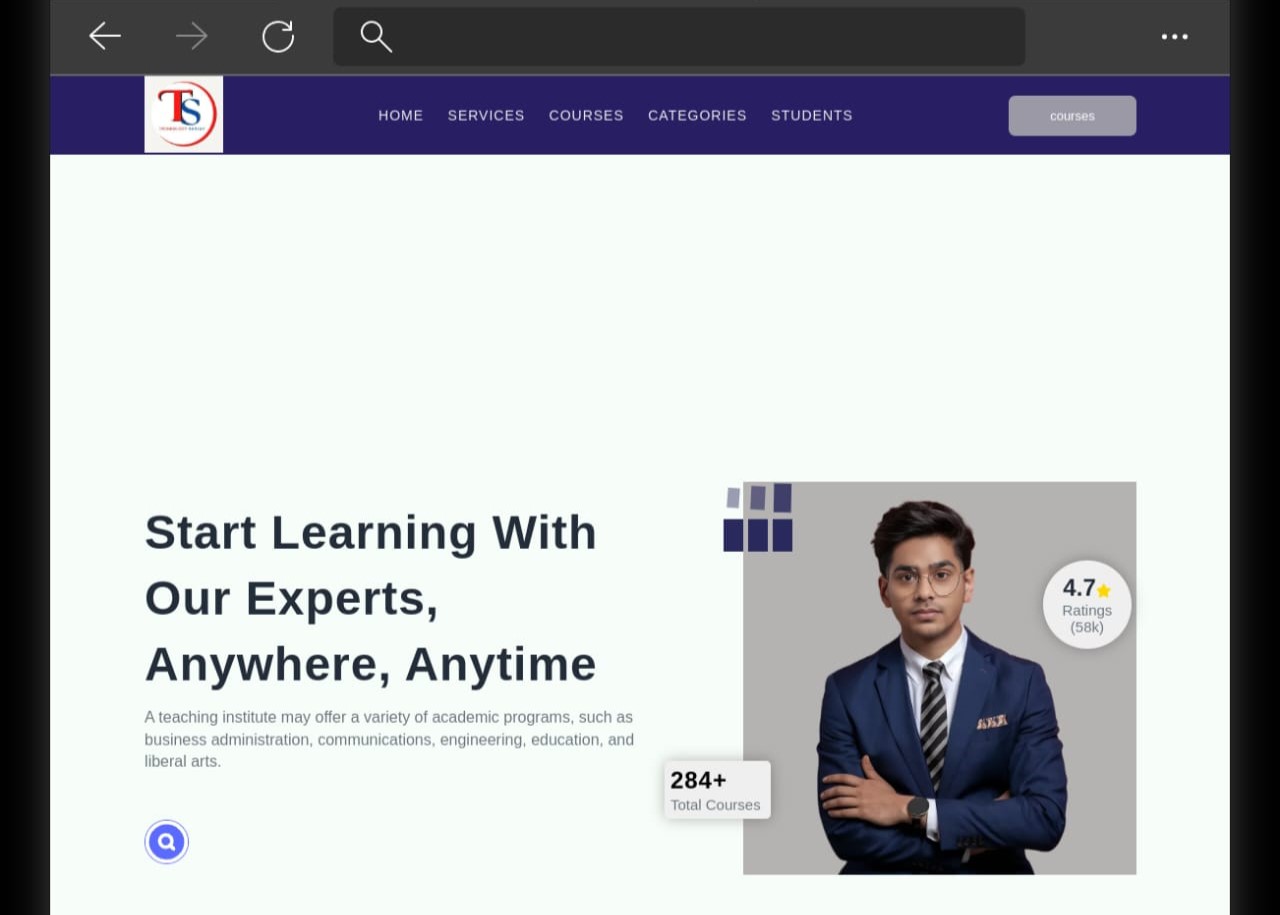 TS
HOME SERVICES COURSES CATEGORIES STUDENTS courses
Start Learning With
Our Experts,
Anywhere, Anytime
A teaching institute may offer a variety of academic programs, such as
business administration, communications, engineering, education, and
liberal arts.
4.7
Ratings
(58k)
284+
Total Courses